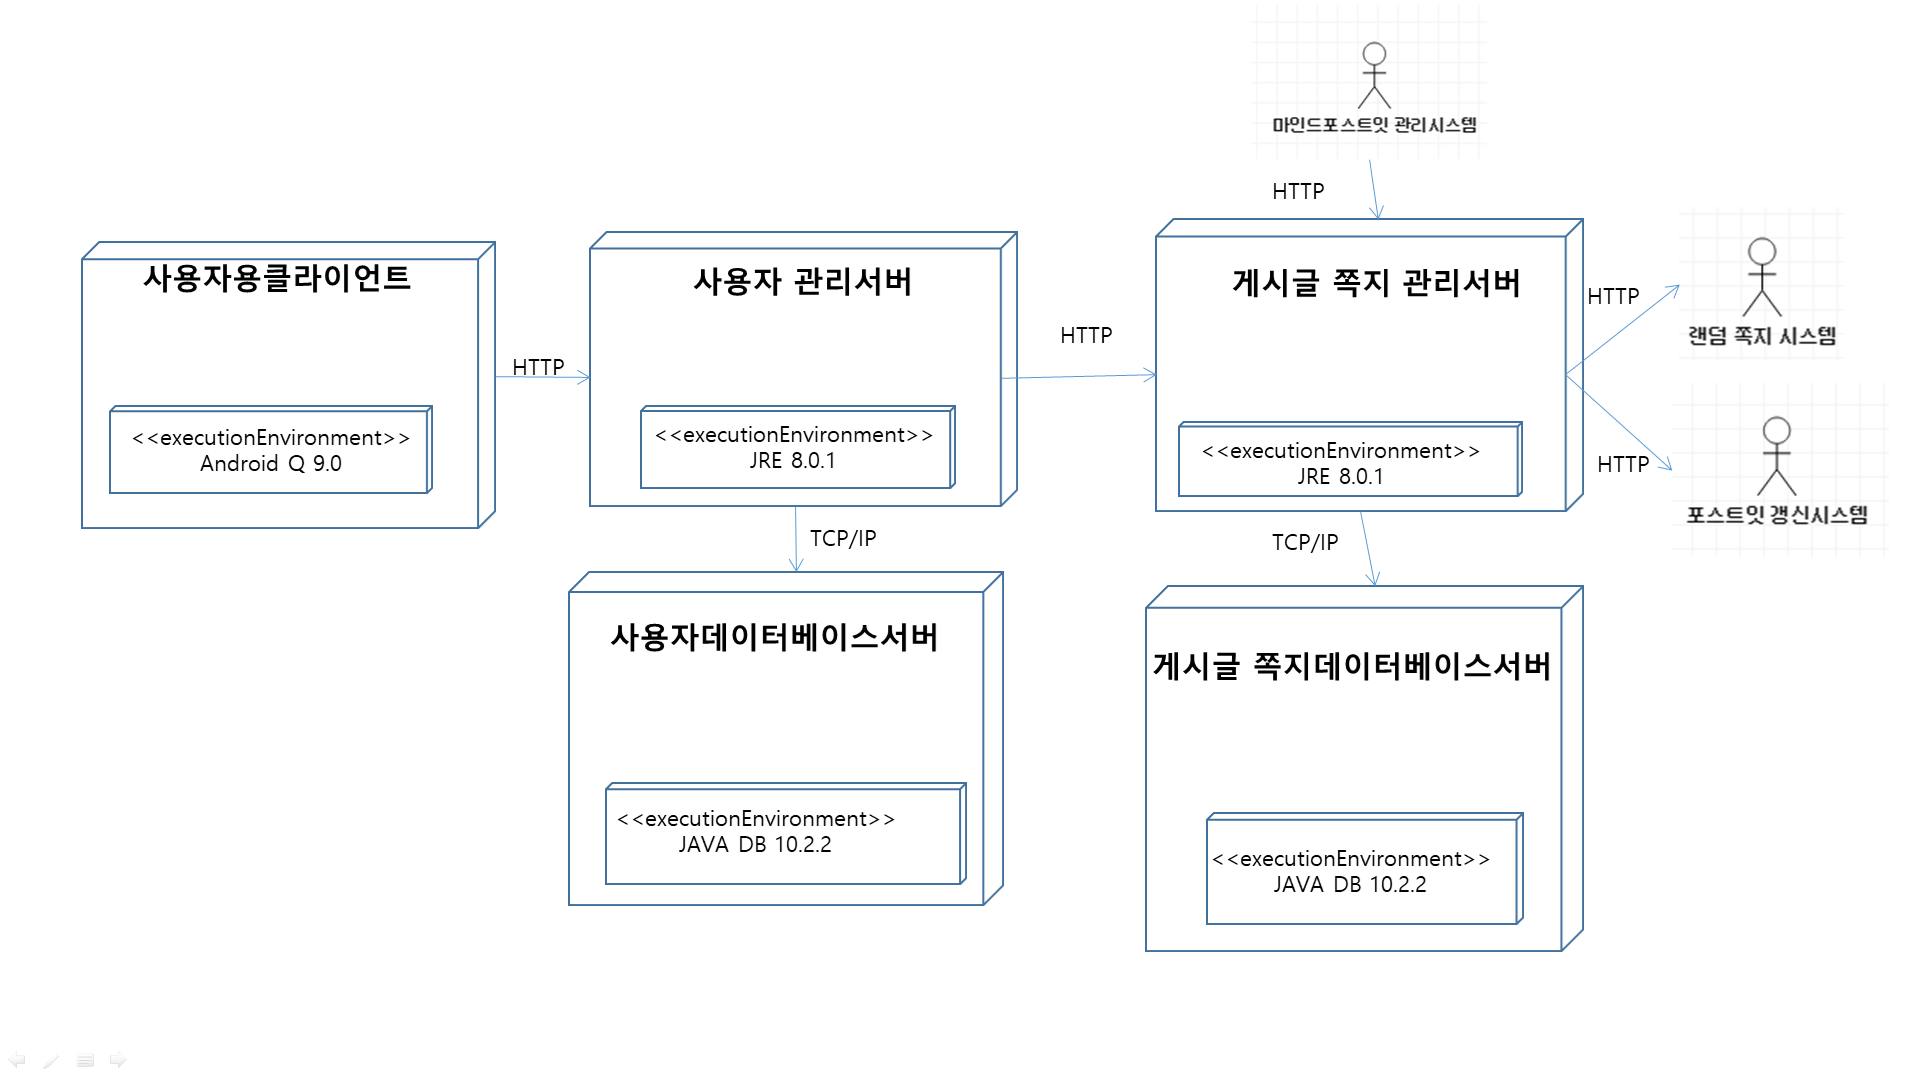 마인드포스트잇 관리시스템
HTTP
사용자용클라이언트
<<executionEnvironment>>
Android Q 9.0
HTTP
사용자 관리서버
<<executionEnvironment>>
JRE 8.0.1
HTTP
게시글 쪽지 관리서버
<<executionEnvironment>>
JRE 8.0.1
HTTP
랜덤 쪽지 시스템
HTTP
포스트잇 갱신시스템
TCP/IP
TCP/IP
사용자데이터베이스서버
<<executionEnvironment>>
JAVA DB 10.2.2
게시글 쪽지데이터베이스서버
<<executionEnvironment>>
JAVA DB 10.2.2